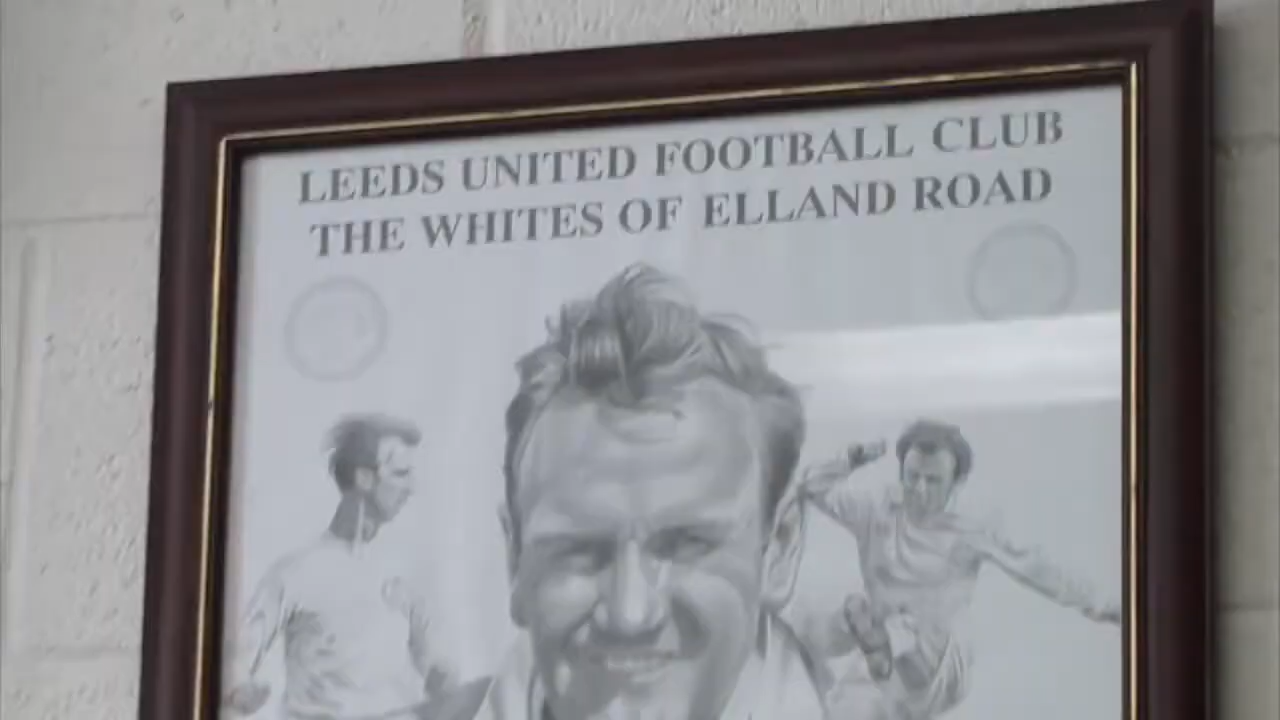 LEEDS UNITED FOOTBALL CLUB
THE WHITES OF ELLAND ROAD